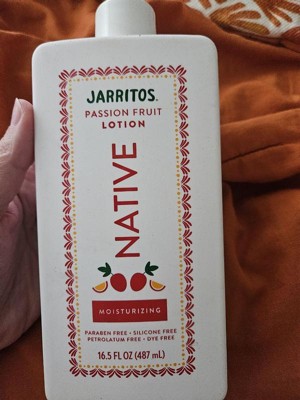 JARRITOS.
PASSION FRUIT
LOTION
NATIVE
MOISTURIZING
PARABEN FREE • SILICONE FREE
PETROLATUM FREE • DYE FREE
16.5 FL OZ (487 mL)